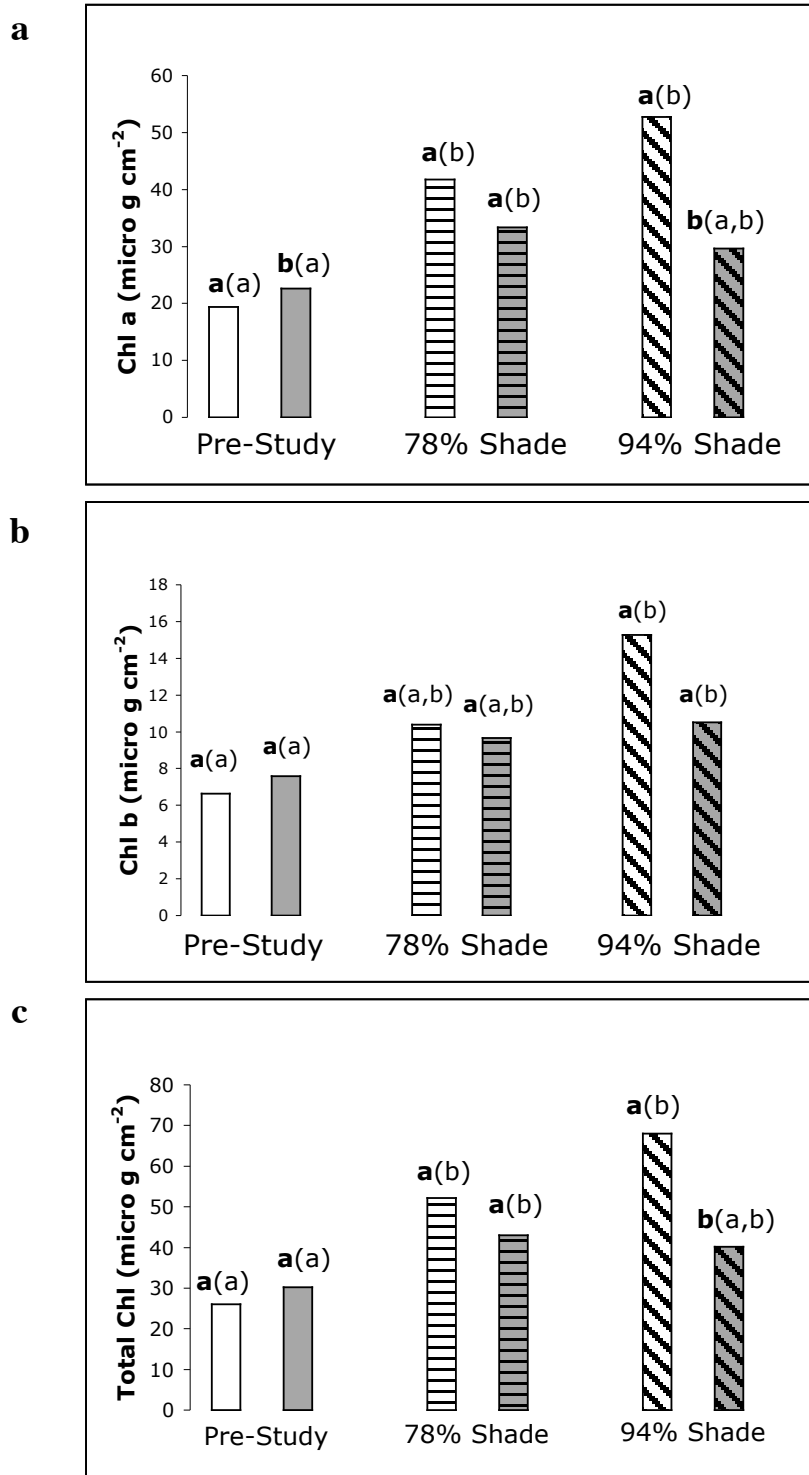 a
Chl a (micro g cm⁻²)
60
50
40
30
20
10
0
a(a)
b(a)
a(b)
a(b)
a(b)
b(a,b)
Pre-Study
78% Shade
94% Shade
b
Chl b (micro g cm⁻²)
18
16
14
12
10
8
6
4
2
0
a(a)
a(a)
a(a,b)
a(a,b)
a(b)
a(b)
Pre-Study
78% Shade
94% Shade
c
Total Chl (micro g cm⁻²)
80
70
60
50
40
30
20
10
0
a(a)
a(a)
a(b)
a(b)
a(b)
b(a,b)
Pre-Study
78% Shade
94% Shade